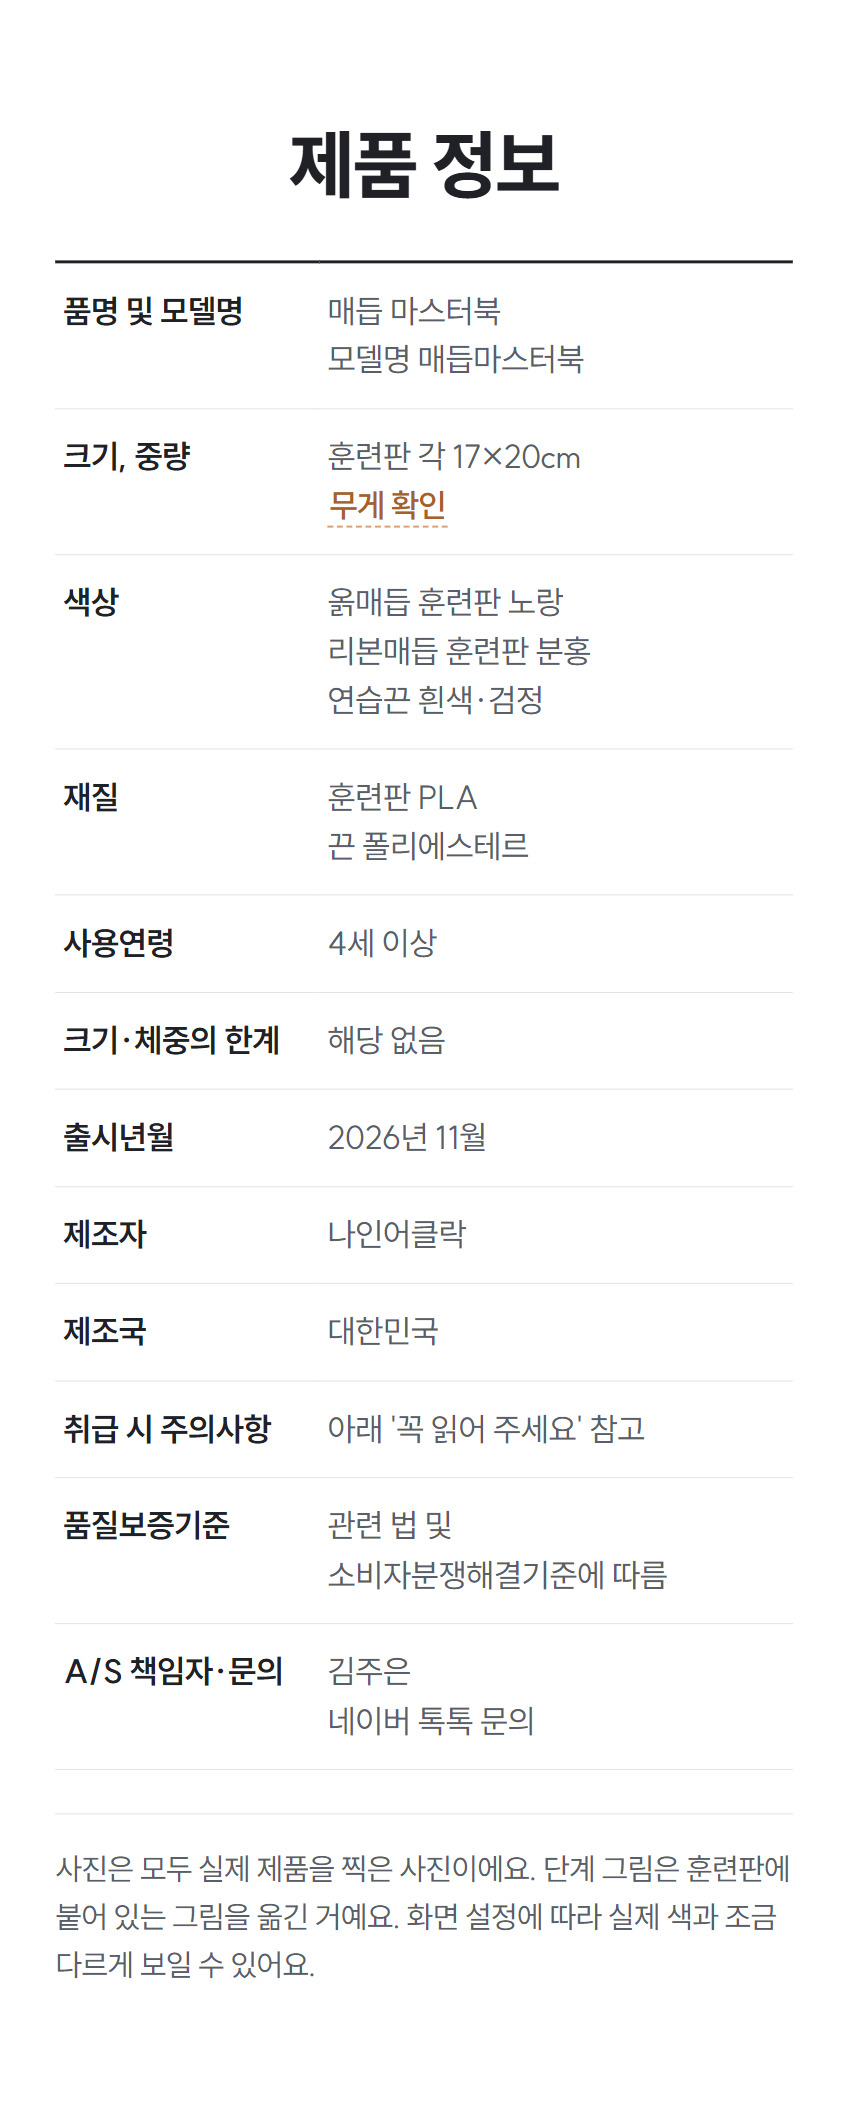 제품 정보
품명 및 모델명
매듭 마스터북
모델명 매듭마스터북
크기, 중량
훈련판 각 17×20cm
무게 확인
색상
옭매듭 훈련판 노랑
리본매듭 훈련판 분홍
연습끈 흰색·검정
재질
훈련판 PLA
끈 폴리에스테르
사용연령
4세 이상
크기·체중의 한계
해당 없음
출시년월
2026년 11월
제조자
나인어클락
제조국
대한민국
취급 시 주의사항
아래 '꼭 읽어 주세요' 참고
품질보증기준
관련 법 및
소비자분쟁해결기준에 따름
A/S 책임자·문의
김주은
네이버 톡톡 문의
사진은 모두 실제 제품을 찍은 사진이에요. 단계 그림은 훈련판에
붙어 있는 그림을 옮긴 거예요. 화면 설정에 따라 실제 색과 조금
다르게 보일 수 있어요.